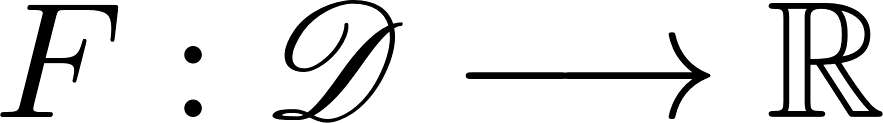 F : 𝒟 ⟶ ℝ